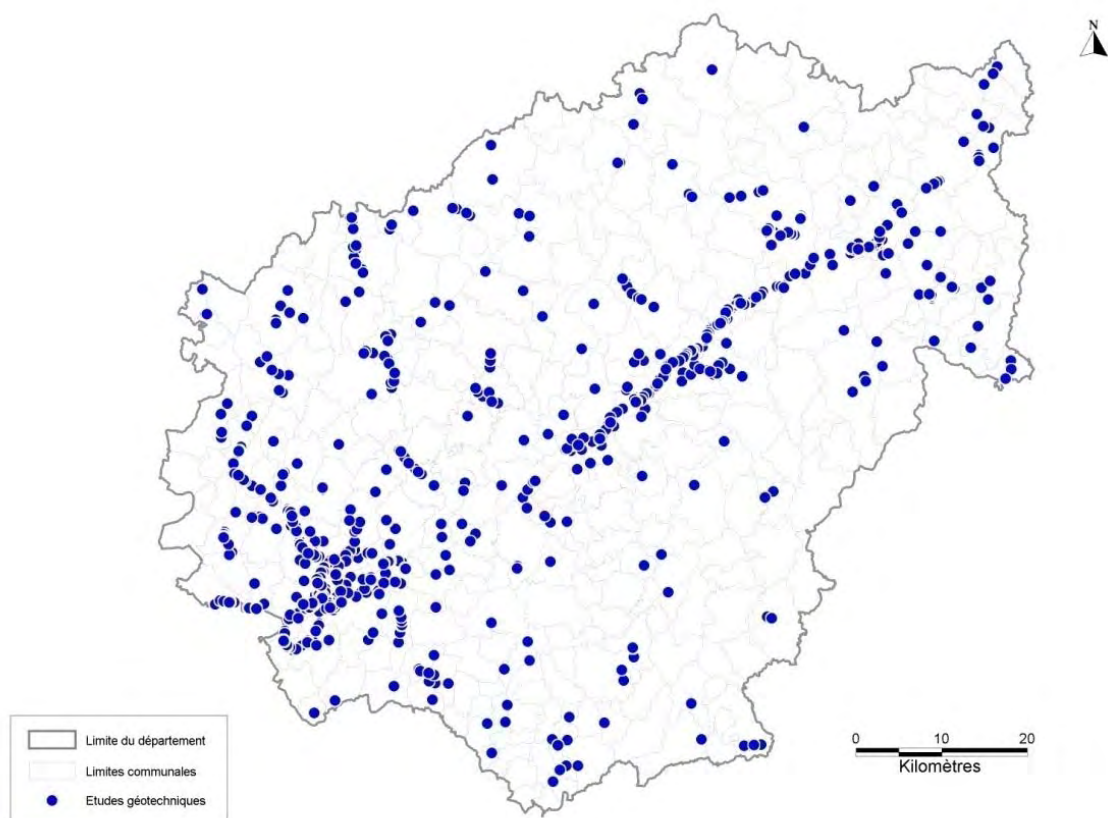 N
Limite du département
Limites communales
Etudes géotechniques
0 10 20
Kilomètres